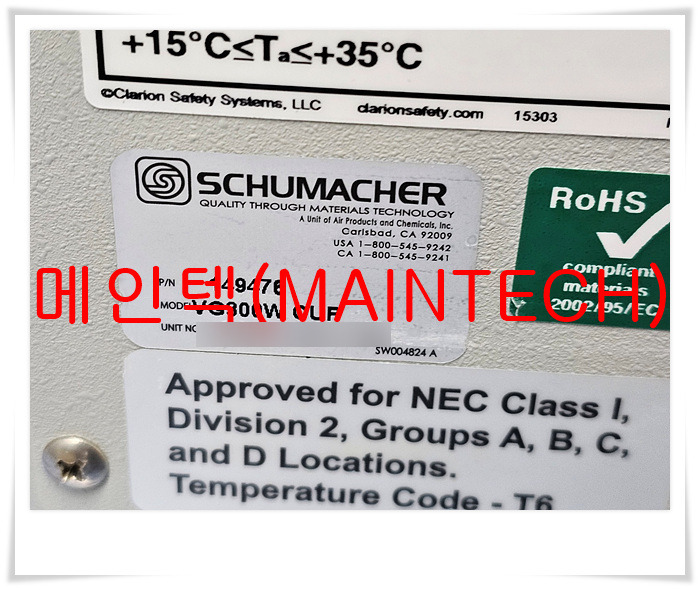 +15°C≤Ta≤+35°C
©Clarion Safety Systems, LLC clarionsafety.com 15303
SCHUMACHER
QUALITY THROUGH MATERIALS TECHNOLOGY
A Unit of Air Products and Chemicals, Inc.
Carlsbad, CA 92009
USA 1-800-545-9242
CA 1-800-545-9241
RoHS
compliant
materials
2002/95/EC
메인텍(MAINTECH)
P/N
MODEL
UNIT NO
SW004824 A
Approved for NEC Class I,
Division 2, Groups A, B, C,
and D Locations.
Temperature Code - T6